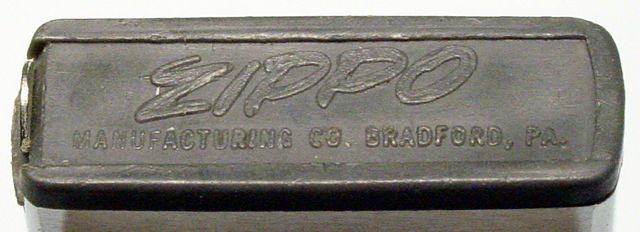 ZIPPO
MANUFACTURING CO. BRADFORD, PA.